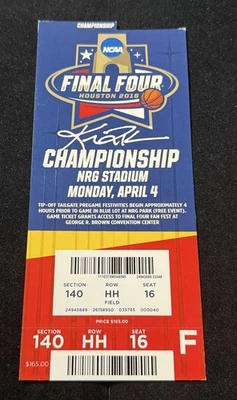 NCAA
FINAL FOUR
HOUSTON 2016
CHAMPIONSHIP
NRG STADIUM
MONDAY, APRIL 4
TIP-OFF TAILGATE PREGAME FESTIVITIES BEGIN APPROXIMATELY 4
HOURS PRIOR TO GAME IN BLUE LOT AT NRG PARK (FREE EVENT).
GAME TICKET GRANTS ACCESS TO FINAL FOUR FAN FEST AT
GEORGE R. BROWN CONVENTION CENTER
SECTION ROW SEAT
140 HH 16
FIELD
PRICE $165.00
SECTION ROW SEAT
140 HH 16
F
$165.00